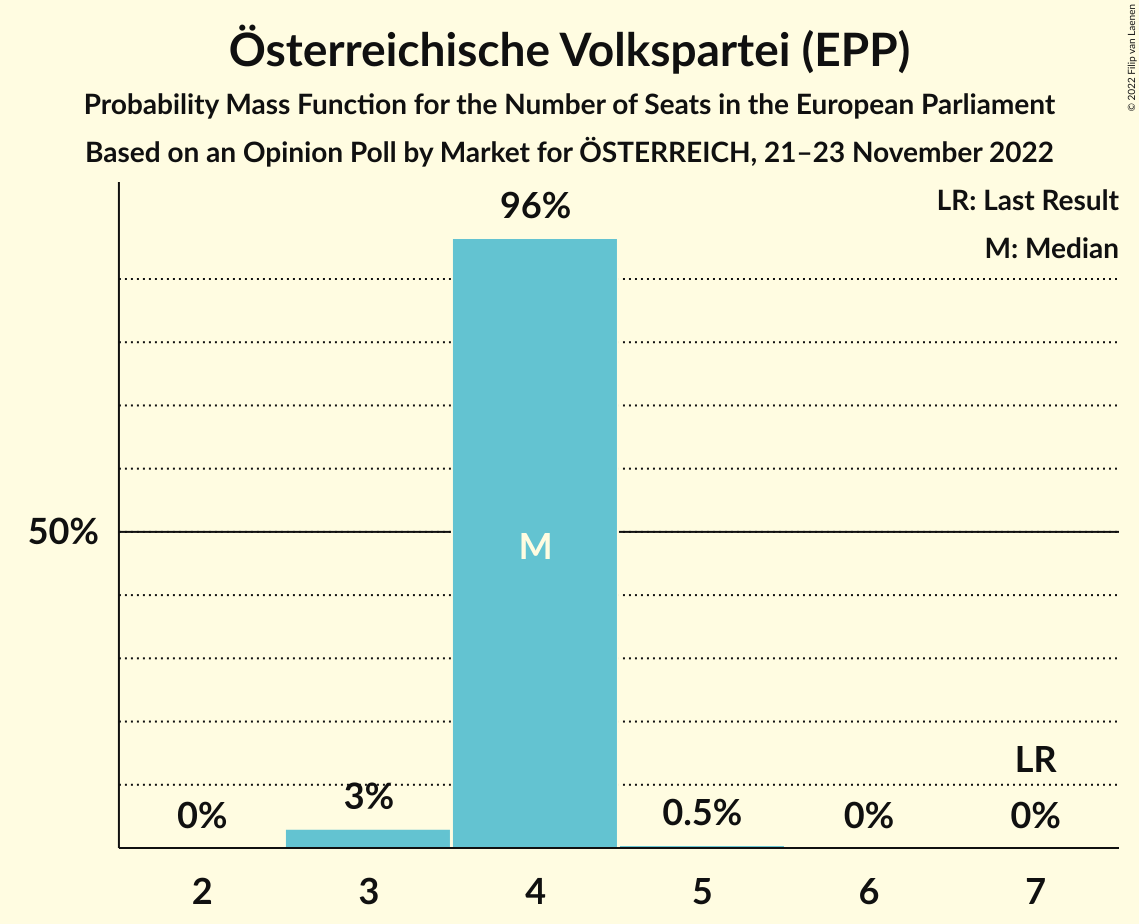 Österreichische Volkspartei (EPP)
Probability Mass Function for the Number of Seats in the European Parliament
Based on an Opinion Poll by Market for ÖSTERREICH, 21–23 November 2022
© 2022 Filip van Laenen
LR: Last Result
M: Median
96%
50%
M
LR
0%
3%
0.5%
0%
0%
2
3
4
5
6
7